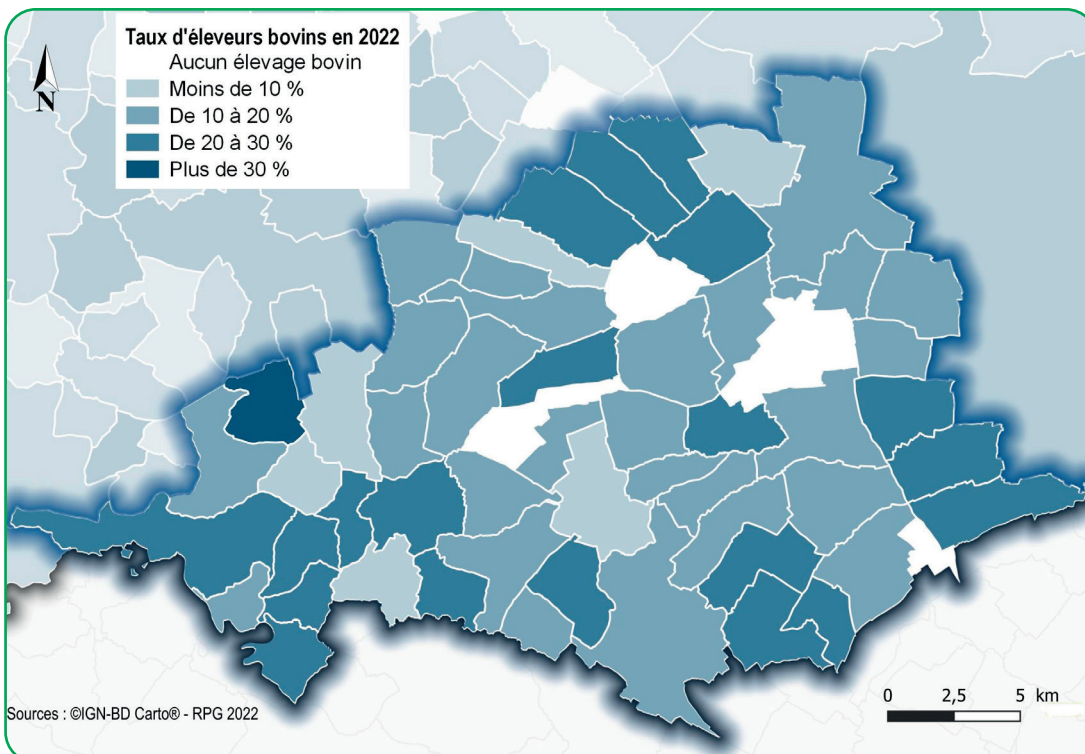 Taux d'éleveurs bovins en 2022
Aucun élevage bovin
Moins de 10 %
De 10 à 20 %
De 20 à 30 %
Plus de 30 %
N
0 2,5 5 km
Sources : ©IGN-BD Carto® - RPG 2022